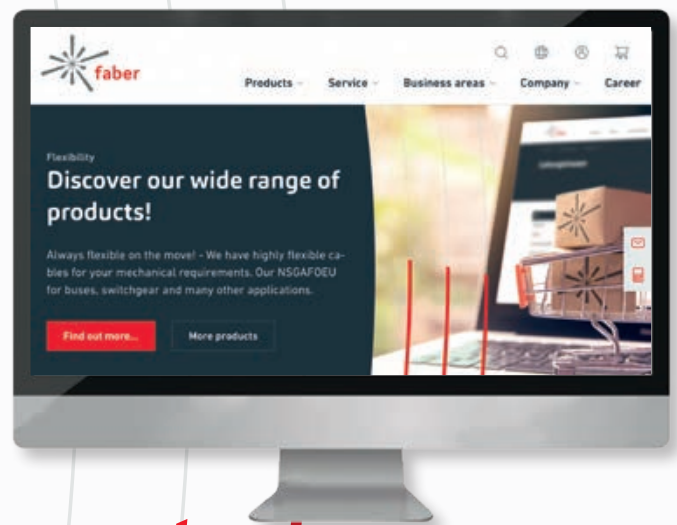 faber
Products
Service
Business areas
Company
Career
Flexibility
Discover our wide range of
products!
Always flexible on the move! - We have highly flexible ca-
bles for your mechanical requirements. Our NSGAFOEU
for buses, switchgear and many other applications.
Find out more...
More products